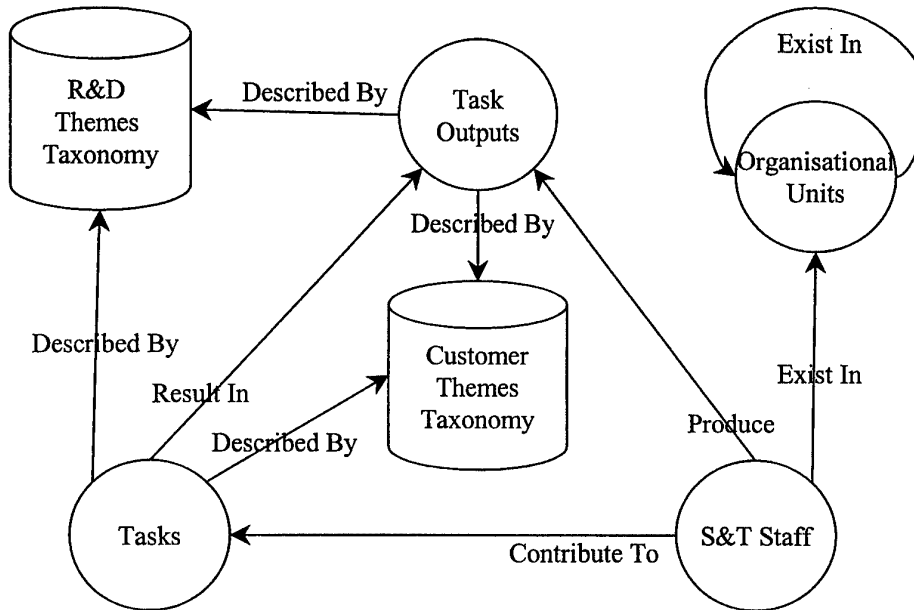 Exist In
R&D
Themes
Taxonomy
Described By
Task
Outputs
Organisational
Units
Described By
Described By
Customer
Themes
Taxonomy
Result In
Exist In
Described By
Produce
Tasks
S&T Staff
Contribute To